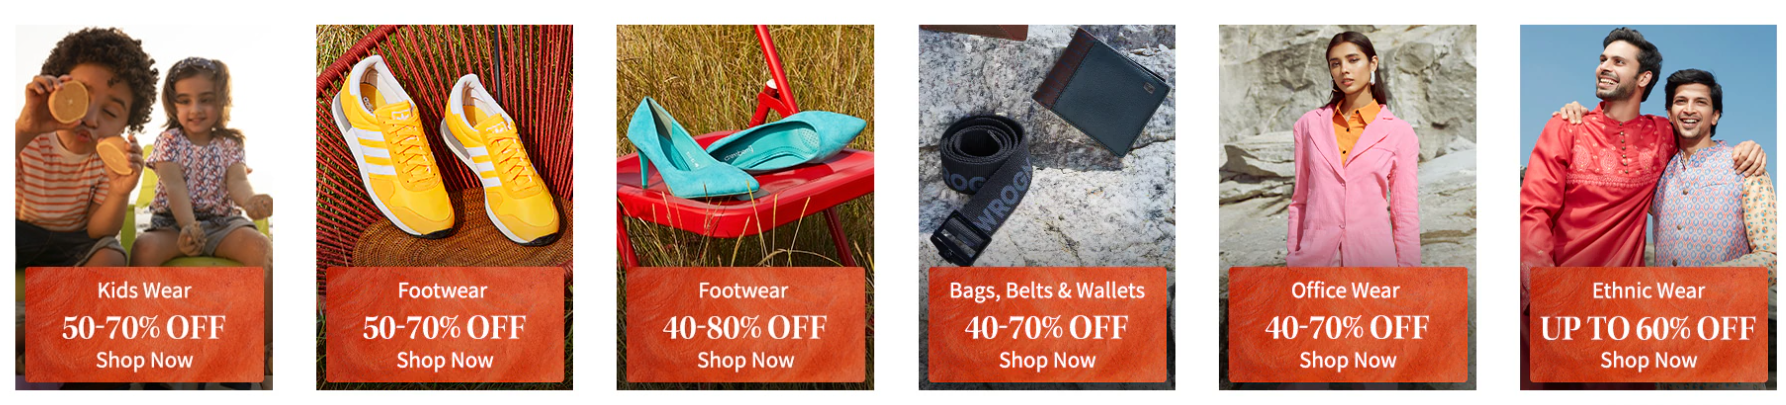 Kids Wear
50-70% OFF
Shop Now
Footwear
50-70% OFF
Shop Now
Footwear
40-80% OFF
Shop Now
WROGN
Bags, Belts & Wallets
40-70% OFF
Shop Now
Office Wear
40-70% OFF
Shop Now
Ethnic Wear
UP TO 60% OFF
Shop Now